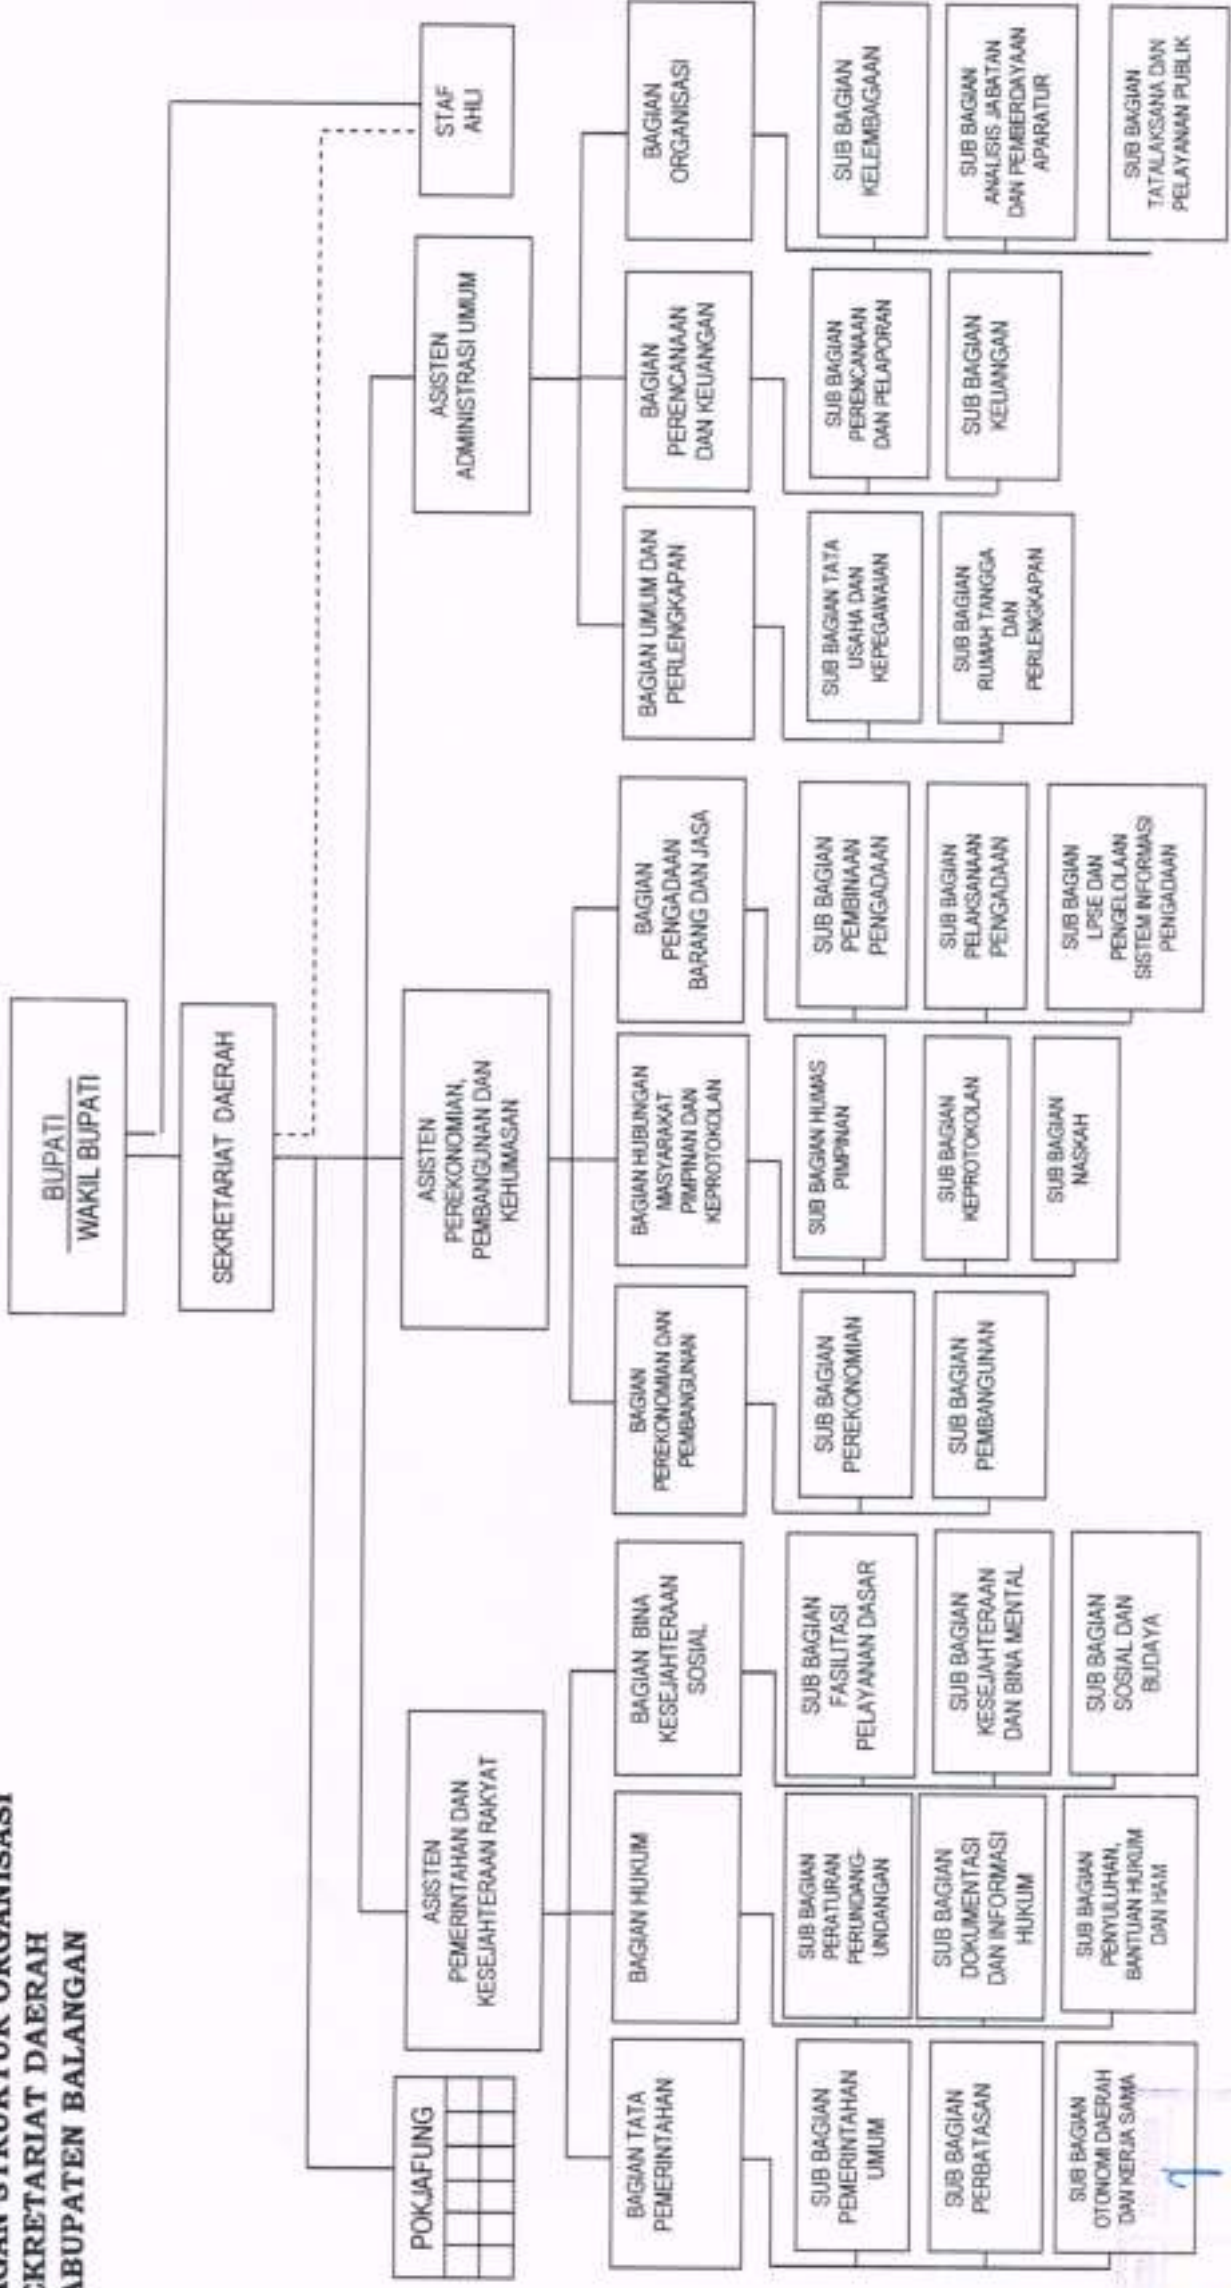 STRUKTUR ORGANISASI
SEKRETARIAT DAERAH
KABUPATEN BALANGAN
BUPATI
WAKIL BUPATI
SEKRETARIAT DAERAH
STAF
AHLI
POKJAFUNG
ASISTEN
PEMERINTAHAN DAN
KESEJAHTERAAN RAKYAT
ASISTEN
PEREKONOMIAN,
PEMBANGUNAN DAN
KEHUMASAN
ASISTEN
ADMINISTRASI UMUM
BAGIAN TATA
PEMERINTAHAN
SUB BAGIAN
PEMERINTAHAN
UMUM
SUB BAGIAN
PERBATASAN
SUB BAGIAN
OTONOMI DAERAH
DAN KERJA SAMA
BAGIAN HUKUM
SUB BAGIAN
PERATURAN
PERUNDANG-
UNDANGAN
SUB BAGIAN
DOKUMENTASI
DAN INFORMASI
HUKUM
SUB BAGIAN
PENYULUHAN,
BANTUAN HUKUM
DAN HAM
BAGIAN BINA
KESEJAHTERAAN
SOSIAL
SUB BAGIAN
FASILITASI
PELAYANAN DASAR
SUB BAGIAN
KESEJAHTERAAN
DAN BINA MENTAL
SUB BAGIAN
SOSIAL DAN
BUDAYA
BAGIAN
PEREKONOMIAN DAN
PEMBANGUNAN
SUB BAGIAN
PEREKONOMIAN
SUB BAGIAN
PEMBANGUNAN
BAGIAN HUBUNGAN
MASYARAKAT
PIMPINAN DAN
KEPROTOKOLAN
SUB BAGIAN HUMAS
PIMPINAN
SUB BAGIAN
KEPROTOKOLAN
SUB BAGIAN
NASKAH
BAGIAN
PENGADAAN
BARANG DAN JASA
SUB BAGIAN
PEMBINAAN
PENGADAAN
SUB BAGIAN
PELAKSANAAN
PENGADAAN
SUB BAGIAN
LPSE DAN
PENGELOLAAN
SISTEM INFORMASI
PENGADAAN
BAGIAN UMUM DAN
PERLENGKAPAN
SUB BAGIAN TATA
USAHA DAN
KEPEGAWAIAN
SUB BAGIAN
RUMAH TANGGA
DAN
PERLENGKAPAN
BAGIAN
PERENCANAAN
DAN KEUANGAN
SUB BAGIAN
PERENCANAAN
DAN PELAPORAN
SUB BAGIAN
KEUANGAN
BAGIAN
ORGANISASI
SUB BAGIAN
KELEMBAGAAN
SUB BAGIAN
ANALISIS JABATAN
DAN PEMBERDAYAAN
APARATUR
SUB BAGIAN
TATALAKSANA DAN
PELAYANAN PUBLIK